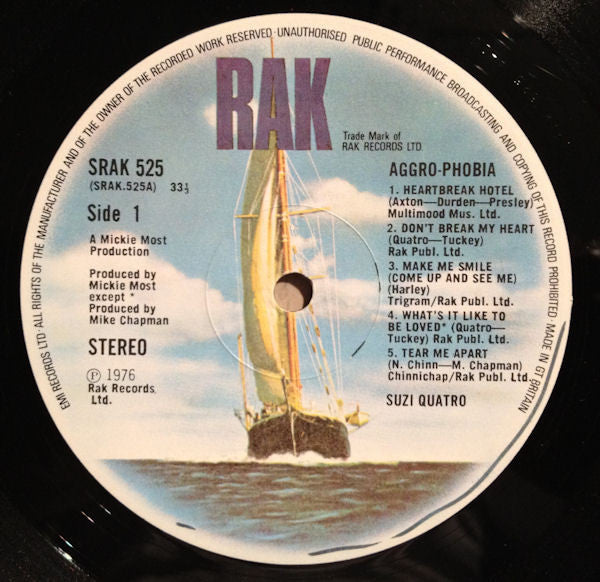 EMI RECORDS LTD·ALL RIGHTS OF THE MANUFACTURER AND OF THE OWNER OF THE RECORDED WORK RESERVED·UNAUTHORISED PUBLIC PERFORMANCE BROADCASTING AND COPYING OF THIS RECORD PROHIBITED. MADE IN GT BRITAIN
RAK
Trade Mark of
RAK RECORDS LTD.
SRAK 525
(SRAK.525A) 33⅓
Side 1
A Mickie Most
Production
Produced by
Mickie Most
except *
Produced by
Mike Chapman
STEREO
Ⓟ 1976
Rak Records
Ltd.
AGGRO-PHOBIA
1. HEARTBREAK HOTEL
(Axton—Durden—Presley)
Multimood Mus. Ltd.
2. DON'T BREAK MY HEART
(Quatro—Tuckey)
Rak Publ. Ltd.
3. MAKE ME SMILE
(COME UP AND SEE ME)
(Harley)
Trigram/Rak Publ. Ltd.
4. WHAT'S IT LIKE TO
BE LOVED* (Quatro—
Tuckey) Rak Publ. Ltd.
5. TEAR ME APART
(N. Chinn—M. Chapman)
Chinnichap/Rak Publ. Ltd.
SUZI QUATRO